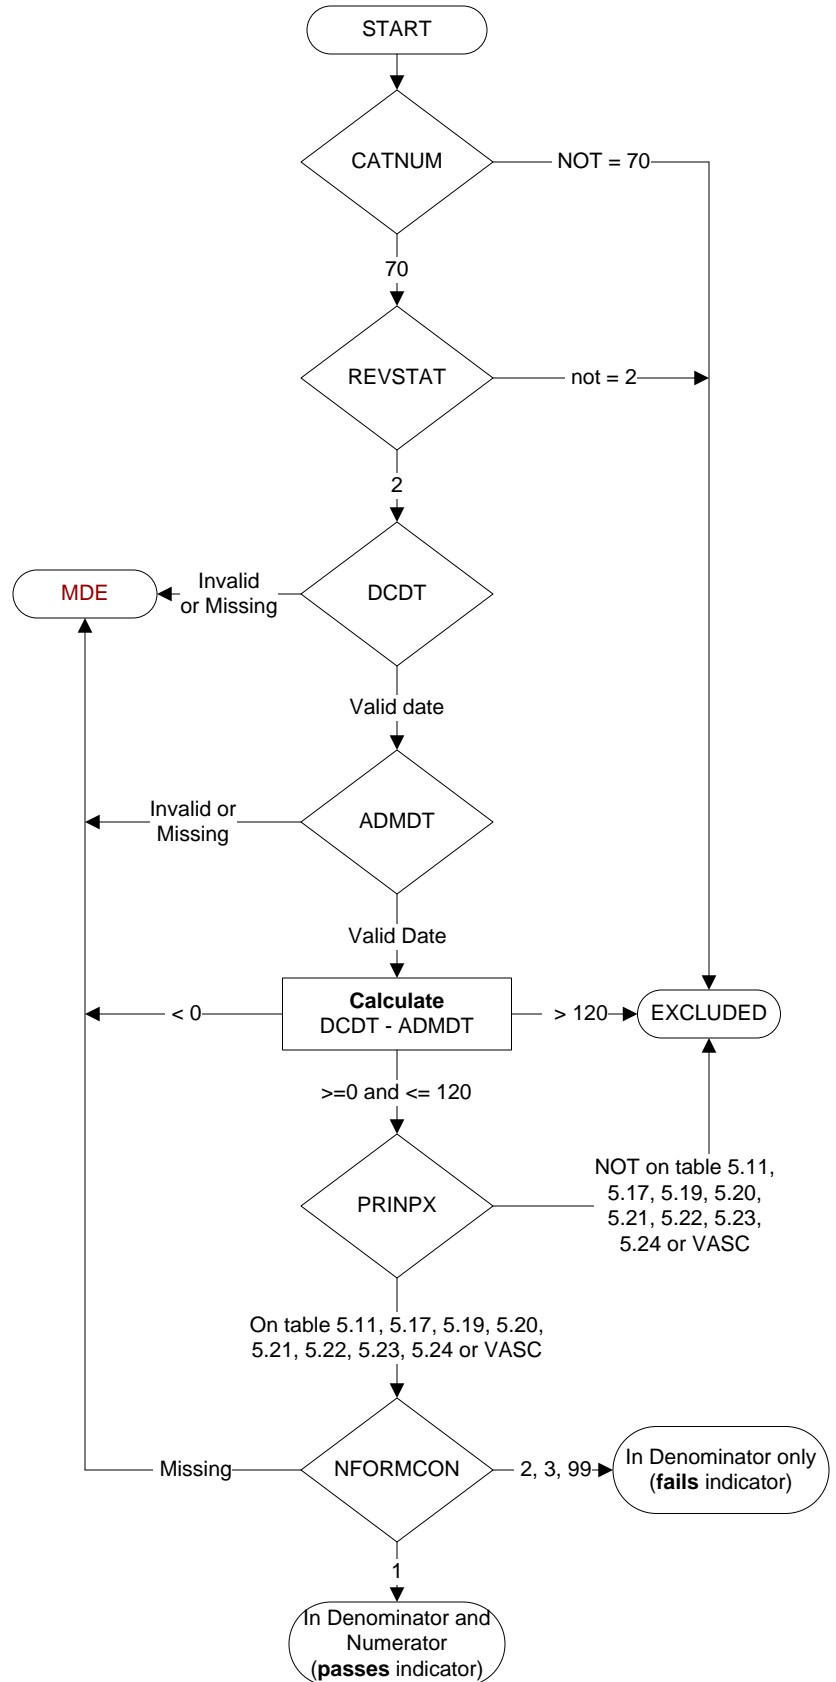 START
CATNUM
NOT = 70
70
REVSTAT
not = 2
2
MDE
Invalid
or Missing
DCDT
Valid date
Invalid or
Missing
ADMDT
Valid Date
< 0
Calculate
DCDT - ADMDT
> 120
EXCLUDED
>=0 and <= 120
PRINPX
NOT on table 5.11,
5.17, 5.19, 5.20,
5.21, 5.22, 5.23,
5.24 or VASC
On table 5.11, 5.17, 5.19, 5.20,
5.21, 5.22, 5.23, 5.24 or VASC
Missing
NFORMCON
2, 3, 99
In Denominator only
(fails indicator)
1
In Denominator and
Numerator
(passes indicator)